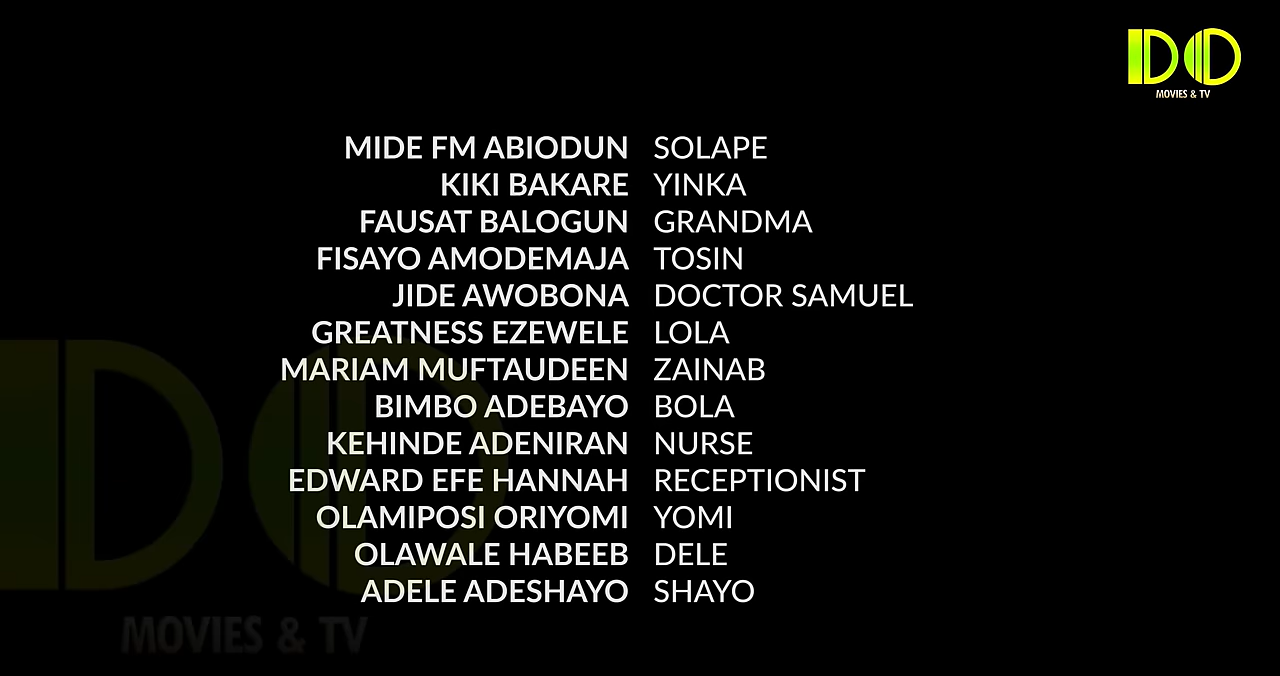 DO
MOVIES & TV
MIDE FM ABIODUN SOLAPE
KIKI BAKARE YINKA
FAUSAT BALOGUN GRANDMA
FISAYO AMODEMAJA TOSIN
JIDE AWOBONA DOCTOR SAMUEL
GREATNESS EZEWELE LOLA
MARIAM MUFTAUDEEN ZAINAB
BIMBO ADEBAYO BOLA
KEHINDE ADENIRAN NURSE
EDWARD EFE HANNAH RECEPTIONIST
OLAMIPOSI ORIYOMI YOMI
OLAWALE HABEEB DELE
ADELE ADESHAYO SHAYO
DO
MOVIES & TV